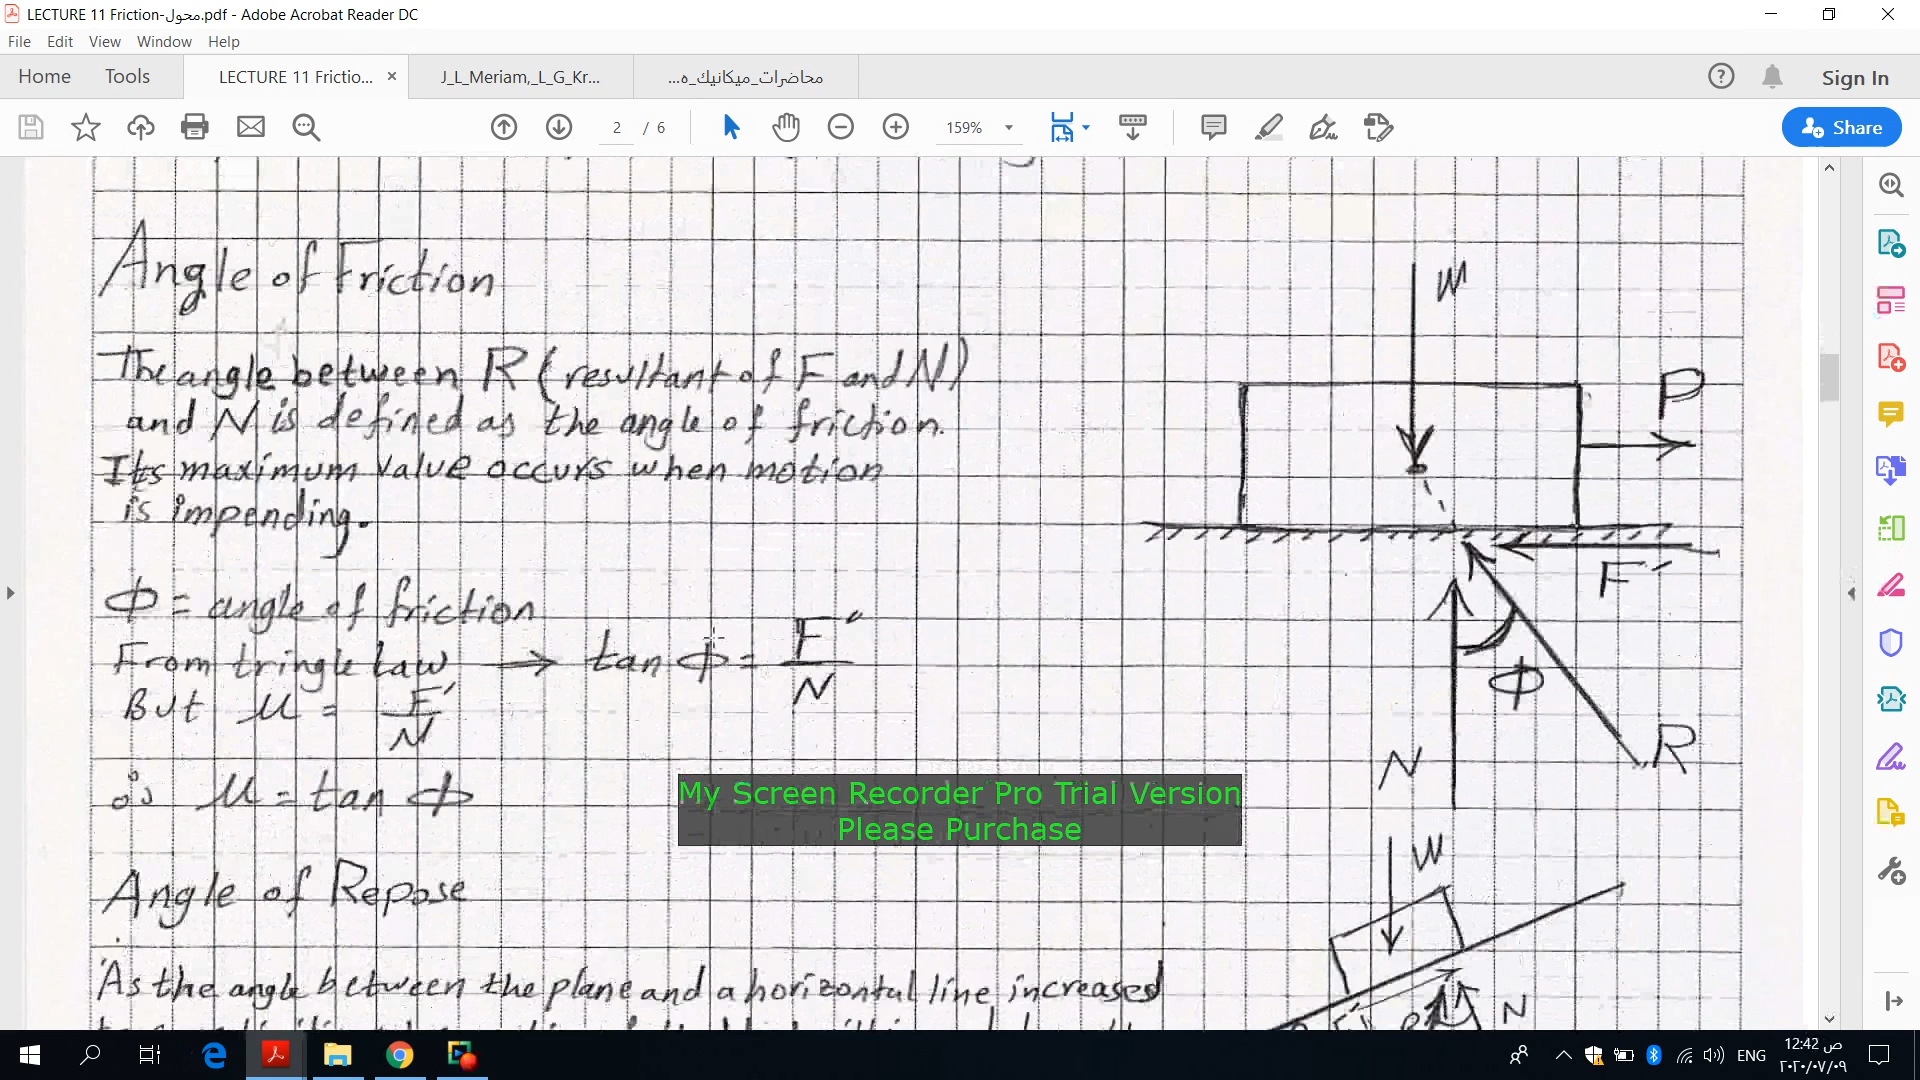 LECTURE 11 Friction-محول.pdf - Adobe Acrobat Reader DC
File Edit View Window Help
Home Tools LECTURE 11 Frictio... × J_L_Meriam,_L_G_Kr... محاضرات_ميكانيك_ه...
Sign In
2 / 6 159% Share
Angle of Friction
The angle between R (resultant of F and N)
and N is defined as the angle of friction.
Its maximum value occurs when motion
is impending.
Φ = angle of friction
From tringle Law → tan Φ = F′/N
But μ = F′/N
∴ μ = tan Φ
W
P
F′
Φ
N
R
My Screen Recorder Pro Trial Version
Please Purchase
Angle of Repose
As the angle between the plane and a horizontal line increased
W
N
ENG
12:42 ص
٢٠٢٠/٠٧/٠٩